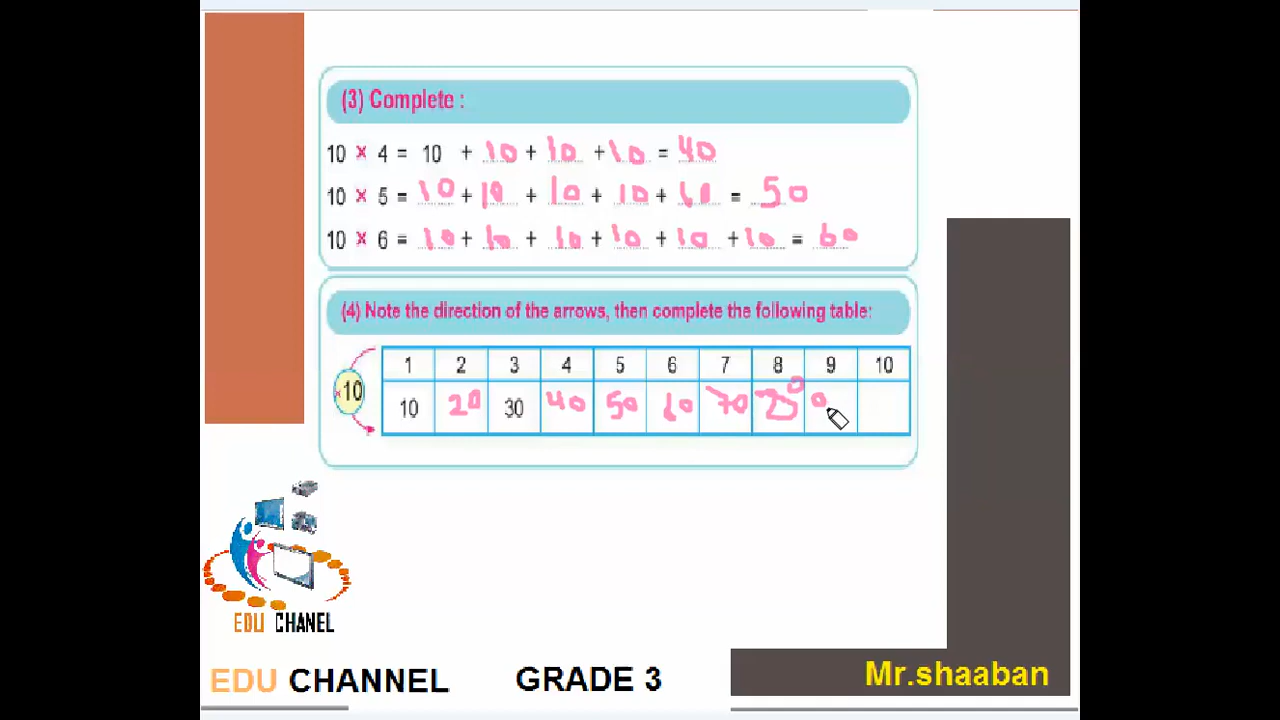 (3) Complete :
10 × 4 = 10 + 10 + 10 + 10 = 40
10 × 5 = 10 + 10 + 10 + 10 + 10 = 50
10 × 6 = 10 + 10 + 10 + 10 + 10 + 10 = 60
(4) Note the direction of the arrows, then complete the following table:
1 2 3 4 5 6 7 8 9 10
×10
10 20 30 40 50 60 70
EDU CHANEL
EDU CHANNEL GRADE 3 Mr.shaaban